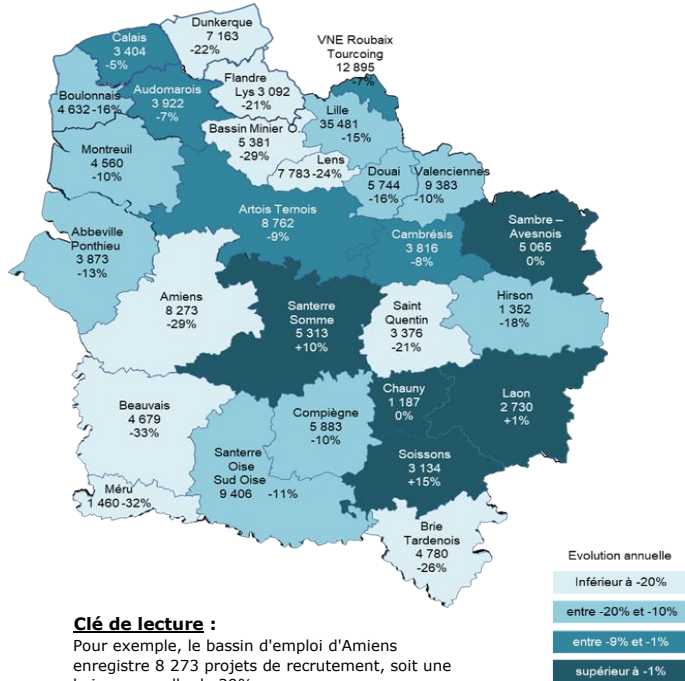 Dunkerque
7 163
-22%
Calais
3 404
-5%
VNE Roubaix
Tourcoing
12 895
-7%
Flandre
Lys 3 092
-21%
Audomarois
3 922
-7%
Boulonnais
4 632 -16%
Lille
35 481
-15%
Bassin Minier
5 381
-29%
Montreuil
4 560
-10%
Lens
7 783 -24%
Douai
5 744
-16%
Valenciennes
9 383
-10%
Artois Ternois
8 762
-9%
Cambrésis
3 816
-8%
Sambre –
Avesnois
5 065
0%
Abbeville
Ponthieu
3 873
-13%
Amiens
8 273
-29%
Santerre
Somme
5 313
+10%
Saint
Quentin
3 376
-21%
Hirson
1 352
-18%
Chauny
1 187
0%
Laon
2 730
+1%
Beauvais
4 679
-33%
Compiègne
5 883
-10%
Santerre
Oise
Sud Oise
9 406 -11%
Soissons
3 134
+15%
Méru
1 460 -32%
Brie
Tardenois
4 780
-26%
Evolution annuelle
Inférieur à -20%
entre -20% et -10%
entre -9% et -1%
supérieur à -1%
Clé de lecture :
Pour exemple, le bassin d'emploi d'Amiens
enregistre 8 273 projets de recrutement, soit une